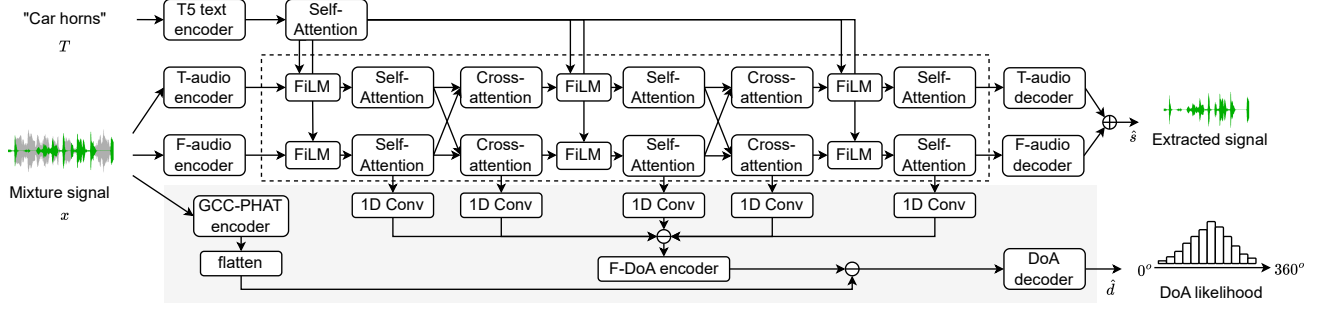 "Car horns"
T
T5 text
encoder
Self-
Attention
T-audio
encoder
FiLM
Self-
Attention
Cross-
attention
FiLM
Self-
Attention
Cross-
attention
FiLM
Self-
Attention
T-audio
decoder
F-audio
encoder
FiLM
Self-
Attention
Cross-
attention
FiLM
Self-
Attention
Cross-
attention
FiLM
Self-
Attention
F-audio
decoder
ŝ
Extracted signal
Mixture signal
x
GCC-PHAT
encoder
flatten
1D Conv
1D Conv
1D Conv
1D Conv
1D Conv
F-DoA encoder
DoA
decoder
d̂
0°
360°
DoA likelihood